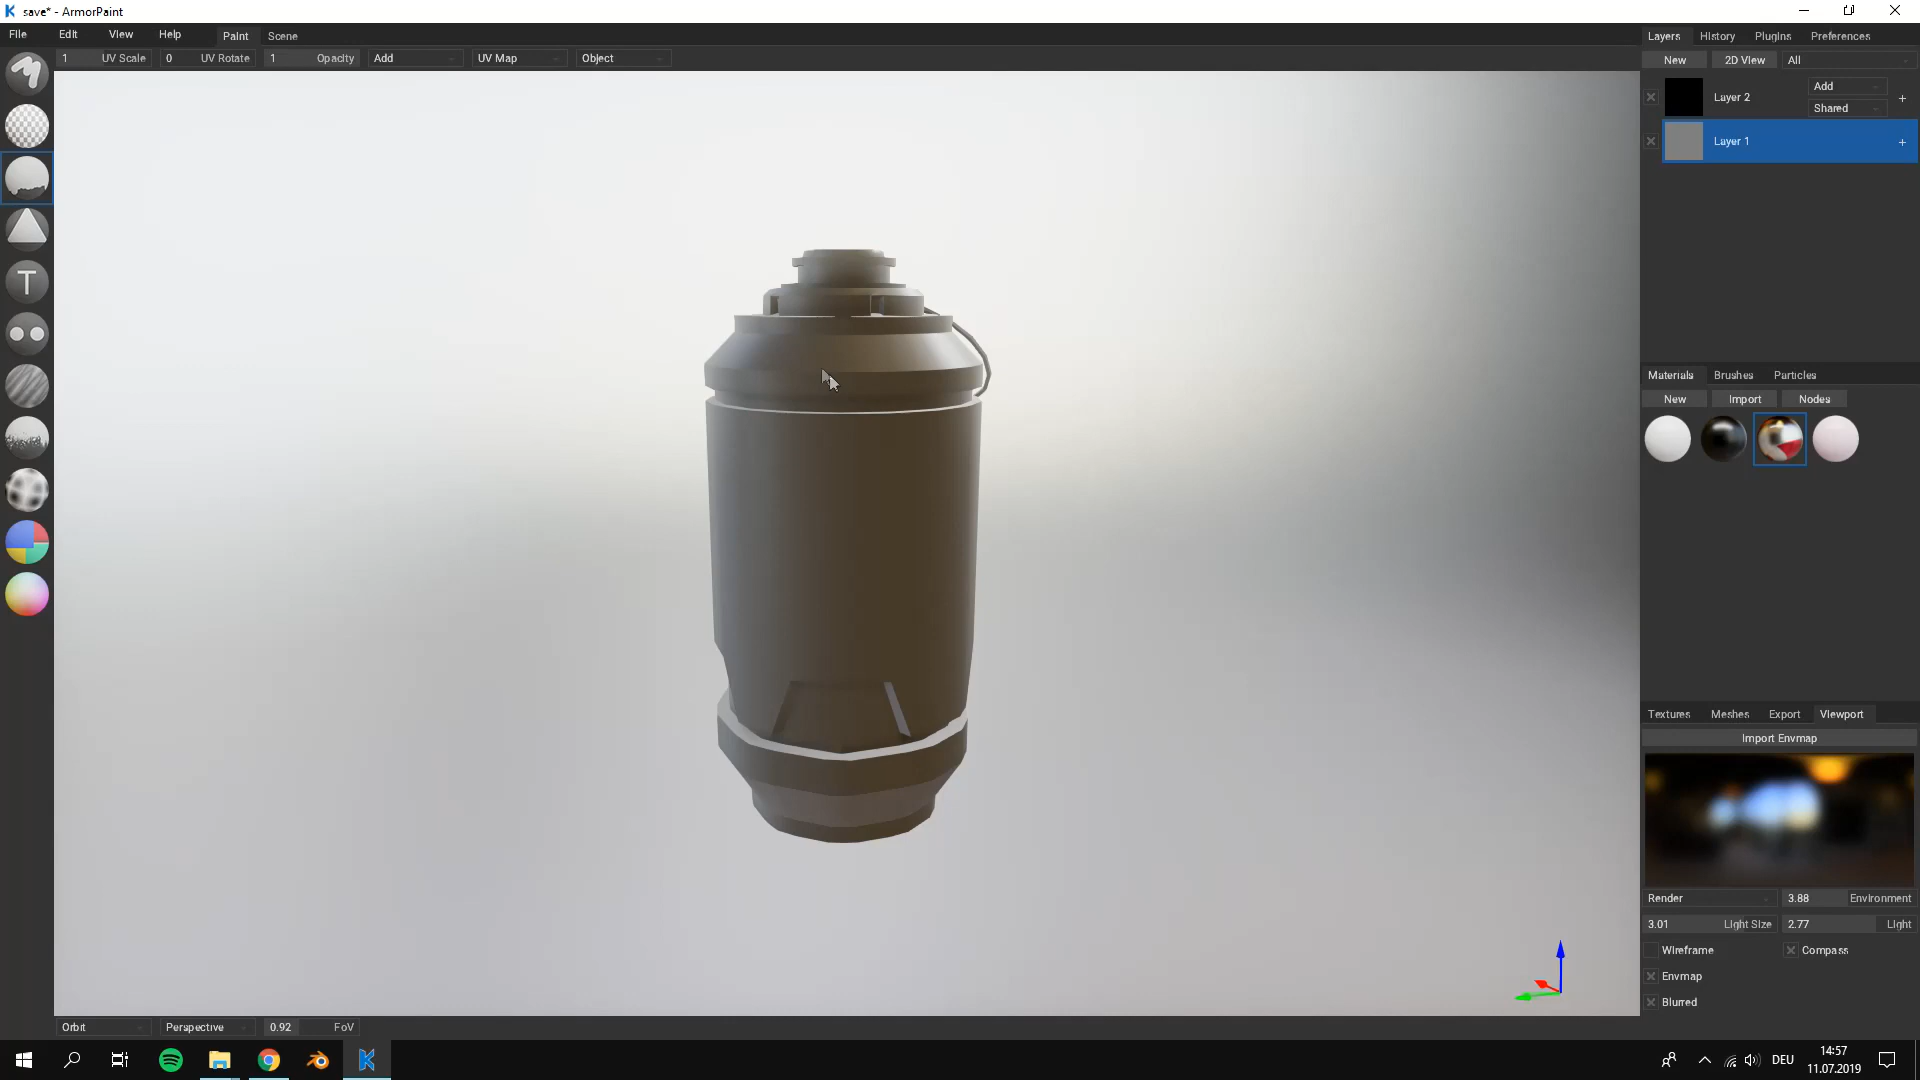 save* - ArmorPaint
File Edit View Help Paint Scene
1 UV Scale 0 UV Rotate 1 Opacity Add UV Map Object
Layers History Plugins Preferences
New 2D View All
Layer 2 Add
Shared
Layer 1
Materials Brushes Particles
New Import Nodes
T
Textures Meshes Export Viewport
Import Envmap
Render 3.88 Environment
3.01 Light Size 2.77 Light
Wireframe Compass
Envmap
Blurred
Orbit Perspective 0.92 FoV
DEU
14:57
11.07.2019